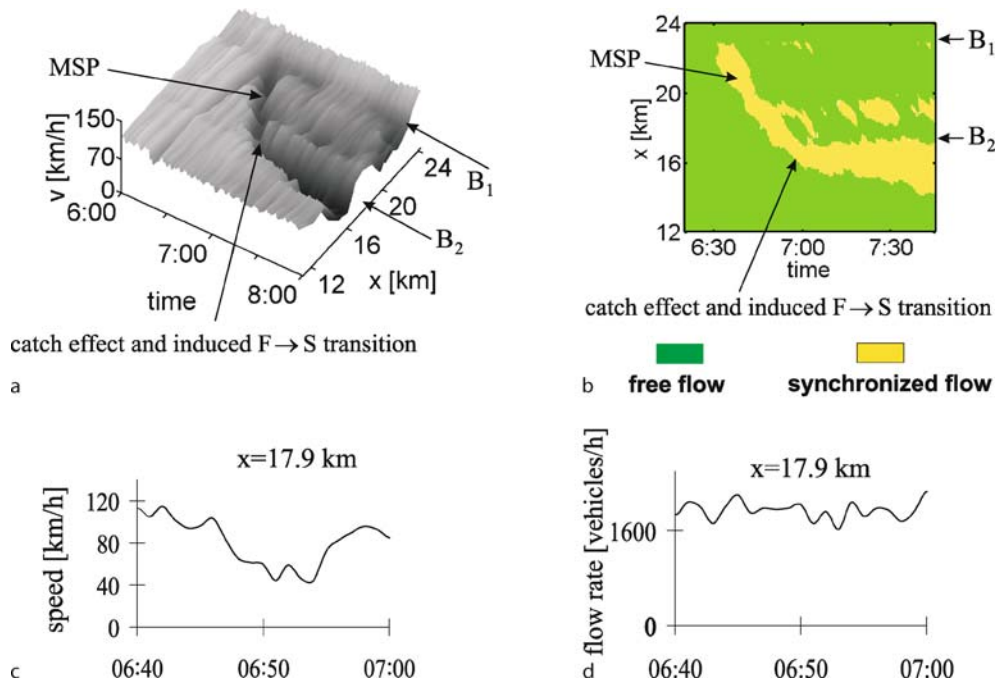 a
MSP
v [km/h]
150
70
0
6:00
7:00
8:00
time
12
16
20
24
x [km]
B1
B2
catch effect and induced F → S transition
b
MSP
x [km]
24
20
16
12
6:30
7:00
7:30
time
B1
B2
catch effect and induced F → S transition
free flow
synchronized flow
c
x=17.9 km
speed [km/h]
120
80
40
0
06:40
06:50
07:00
d
x=17.9 km
flow rate [vehicles/h]
1600
0
06:40
06:50
07:00